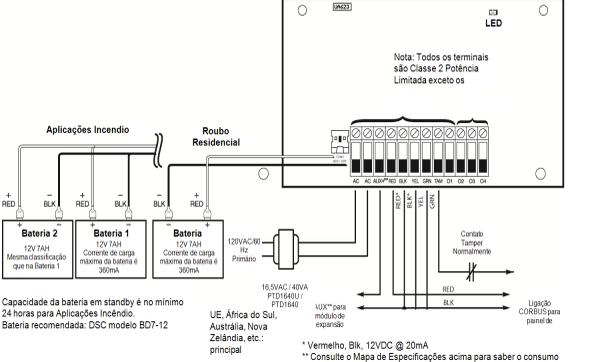 UA623
LED
Nota: Todos os terminais
são Classe 2 Potência
Limitada exceto os
Aplicações Incendio
Roubo
Residencial
AC AC AUX+** RED BLK YEL GRN TAM O1 O2 O3 O4
+ RED
− BLK
+ RED
− BLK
− BLK
+ RED
RED*
BLK*
YEL
GRN
Bateria 2
12V 7AH
Mesma classificação
que na Bateria 1
Bateria 1
12V 7AH
Corrente de carga
máxima da bateria é
360mA
Bateria
12V 7AH
Corrente de carga
máxima da bateria é
360mA
120VAC/60
Hz
Primário
Contato
Tamper
Normalmente
16,5VAC / 40VA
PTD1640U /
PTD1640
RED
BLK
AUX** para
módulo de
expansão
Ligação
CORBUS para
painel de
Capacidade da bateria em standby é no mínimo
24 horas para Aplicações Incêndio.
Bateria recomendada: DSC modelo BD7-12
UE, África do Sul,
Austrália, Nova
Zelândia, etc.:
principal
* Vermelho, Blk, 12VDC @ 20mA
** Consulte o Mapa de Especificações acima para saber o consumo